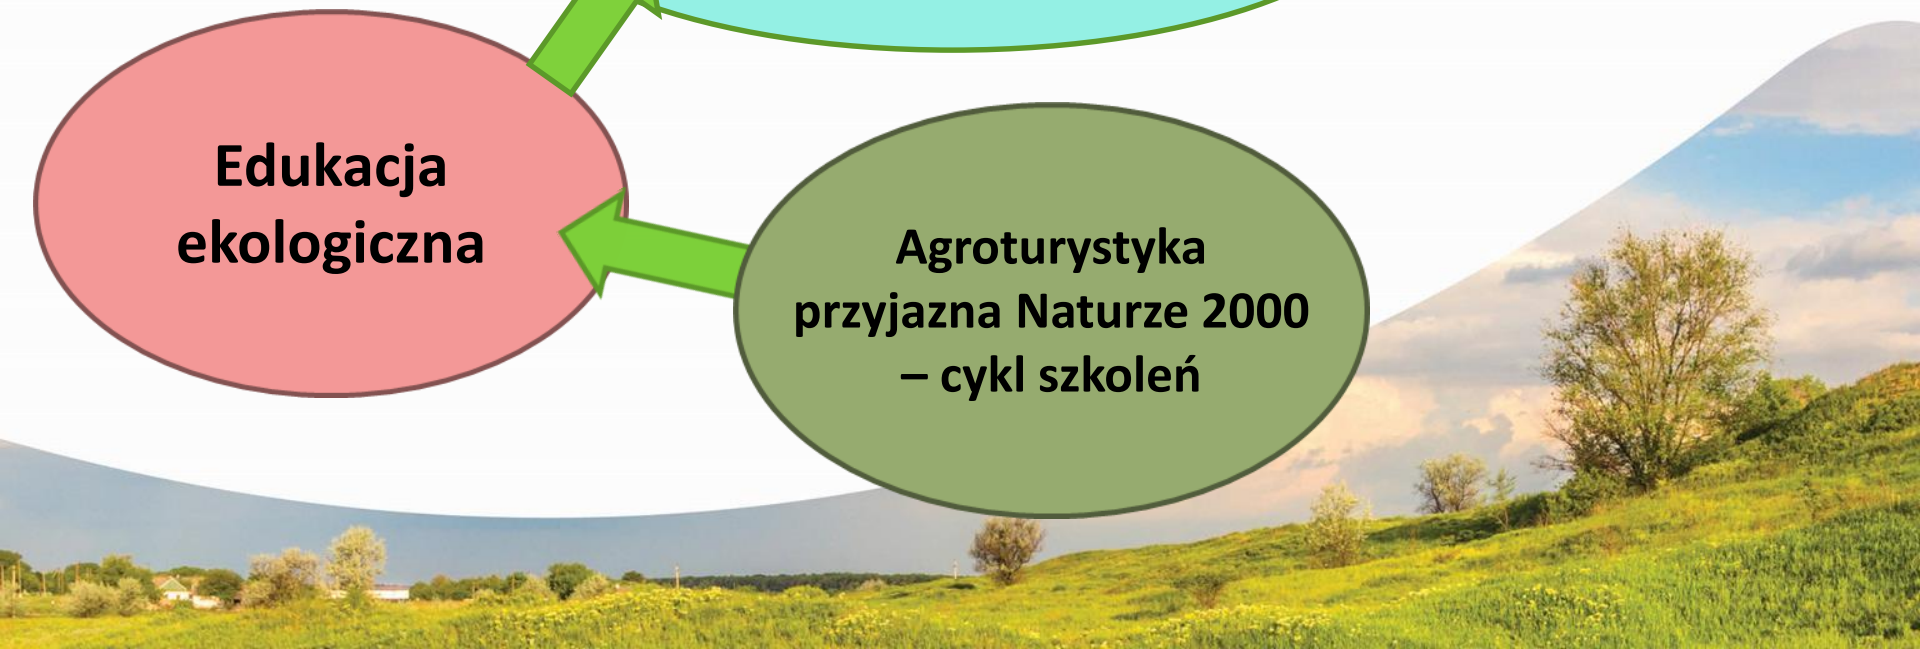 Edukacja
ekologiczna
Agroturystyka
przyjazna Naturze 2000
– cykl szkoleń